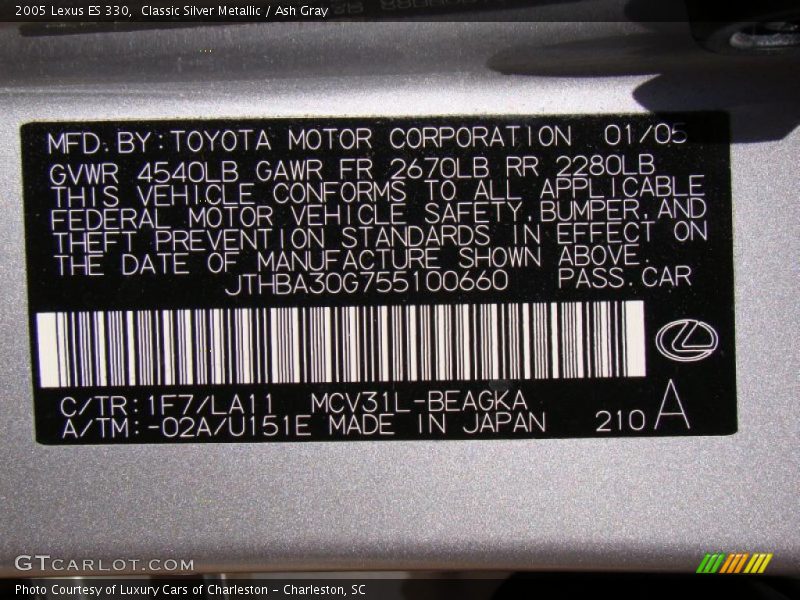 2005 Lexus ES 330, Classic Silver Metallic / Ash Gray
MFD. BY: TOYOTA MOTOR CORPORATION 01/05
GVWR 4540LB GAWR FR 2670LB RR 2280LB
THIS VEHICLE CONFORMS TO ALL APPLICABLE
FEDERAL MOTOR VEHICLE SAFETY, BUMPER, AND
THEFT PREVENTION STANDARDS IN EFFECT ON
THE DATE OF MANUFACTURE SHOWN ABOVE.
JTHBA30G755100660 PASS. CAR
C/TR: 1F7/LA11 MCV31L-BEAGKA
A/TM: -02A/U151E MADE IN JAPAN 210 A
GTCARLOT.COM
Photo Courtesy of Luxury Cars of Charleston - Charleston, SC